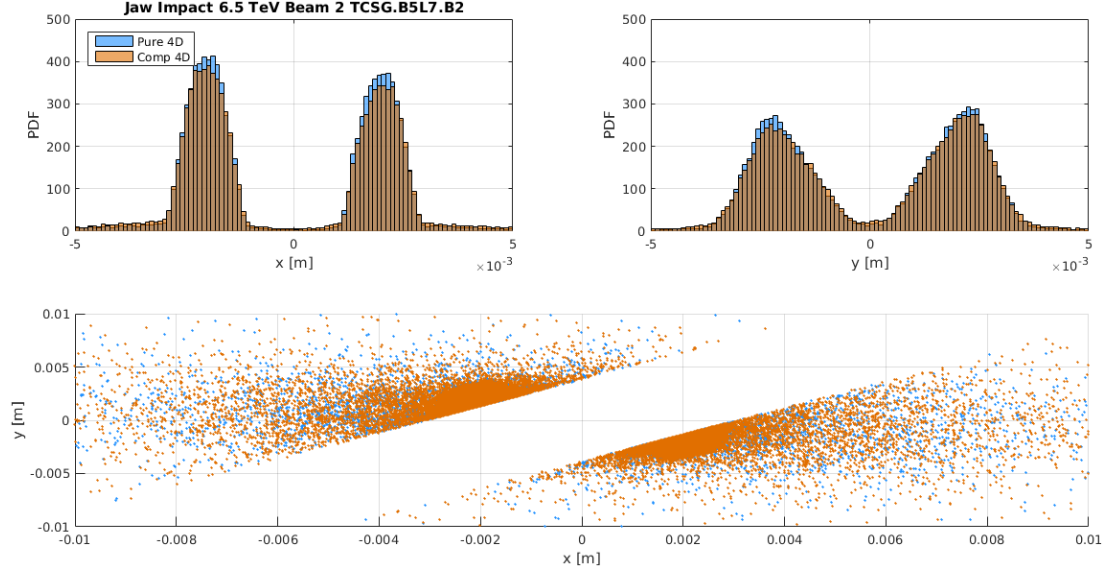 Jaw Impact 6.5 TeV Beam 2 TCSG.B5L7.B2
500
400
300
200
100
0
PDF
Pure 4D
Comp 4D
-5 0 5
x [m]
×10⁻³
500
400
300
200
100
0
PDF
-5 0 5
y [m]
×10⁻³
0.01
0.005
0
-0.005
-0.01
y [m]
-0.01 -0.008 -0.006 -0.004 -0.002 0 0.002 0.004 0.006 0.008 0.01
x [m]